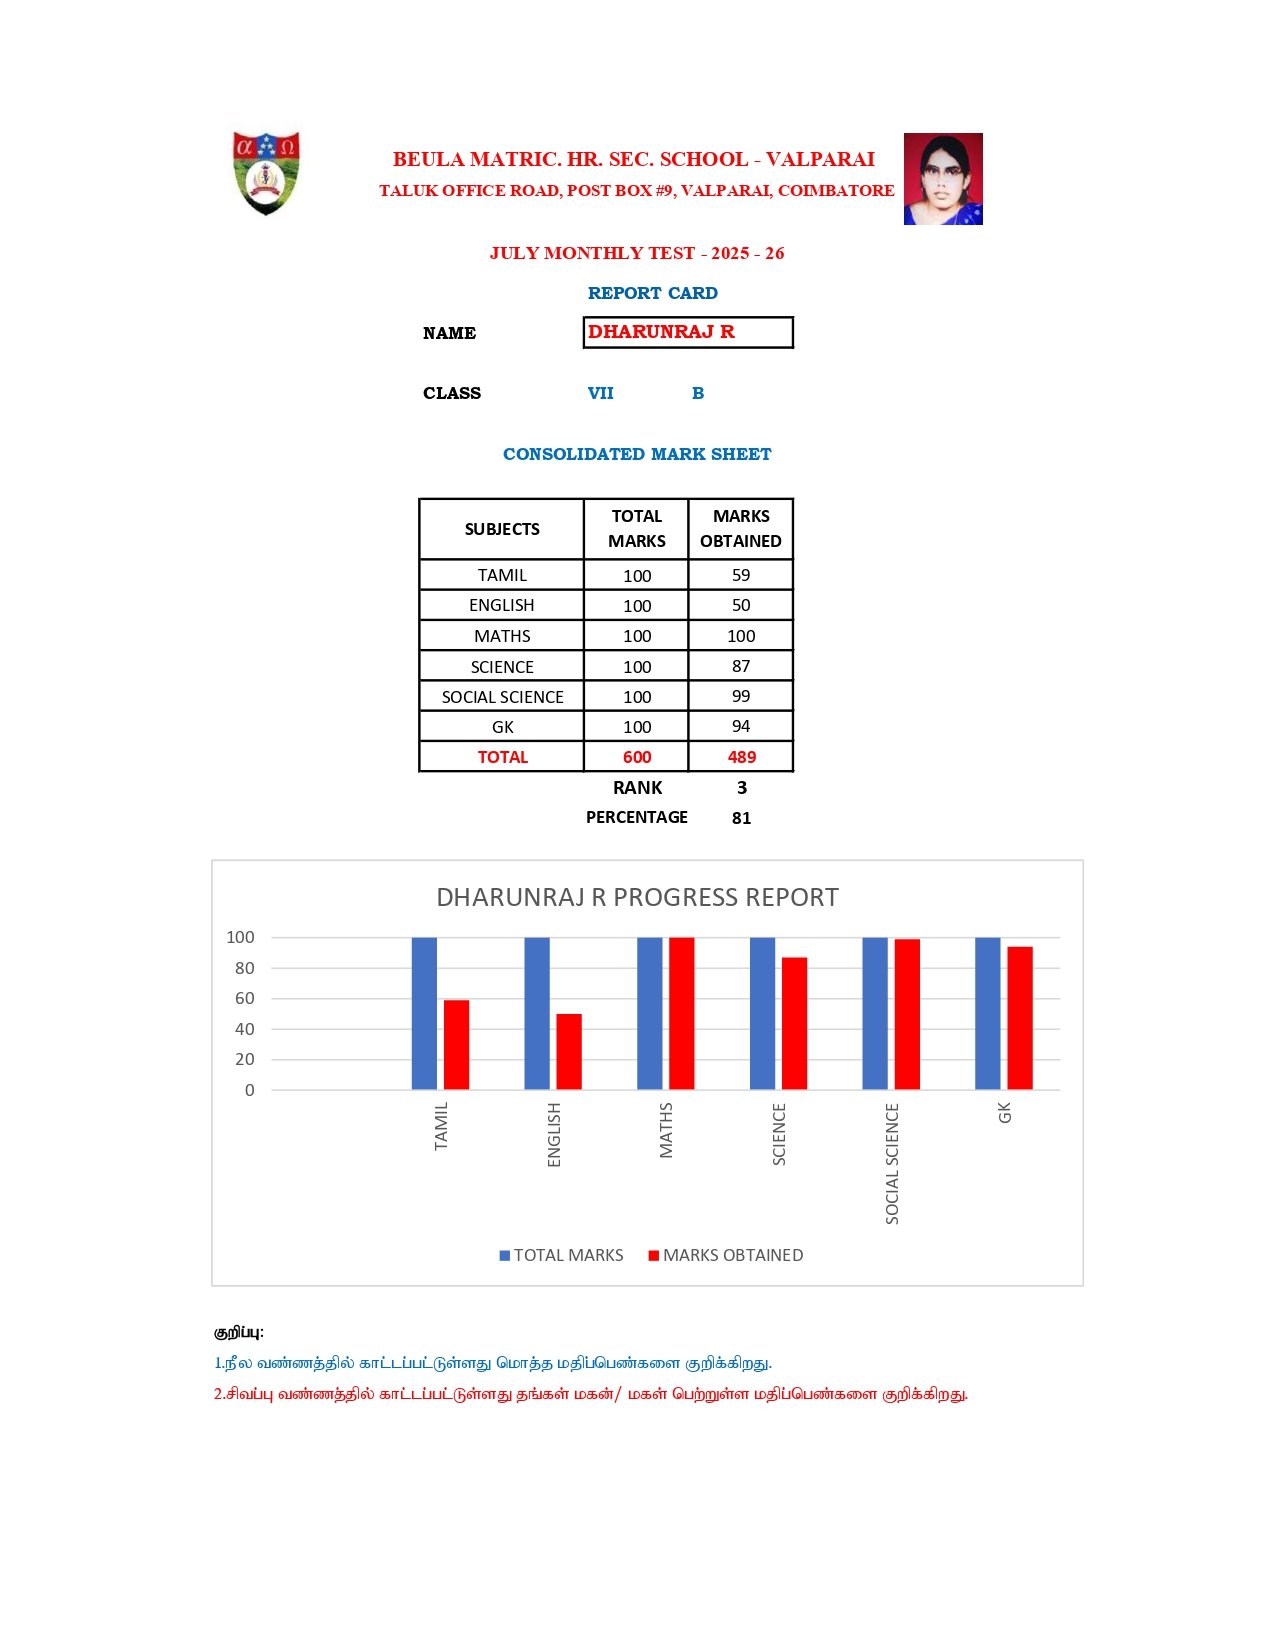 α Ω
BEULA MATRIC. HR. SEC. SCHOOL - VALPARAI
TALUK OFFICE ROAD, POST BOX #9, VALPARAI, COIMBATORE
JULY MONTHLY TEST - 2025 - 26
REPORT CARD
NAME DHARUNRAJ R
CLASS VII B
CONSOLIDATED MARK SHEET
SUBJECTS TOTAL MARKS MARKS OBTAINED
TAMIL 100 59
ENGLISH 100 50
MATHS 100 100
SCIENCE 100 87
SOCIAL SCIENCE 100 99
GK 100 94
TOTAL 600 489
RANK 3
PERCENTAGE 81
DHARUNRAJ R PROGRESS REPORT
100
80
60
40
20
0
TAMIL ENGLISH MATHS SCIENCE SOCIAL SCIENCE GK
TOTAL MARKS MARKS OBTAINED
குறிப்பு:
1.நீல வண்ணத்தில் காட்டப்பட்டுள்ளது மொத்த மதிப்பெண்களை குறிக்கிறது.
2.சிவப்பு வண்ணத்தில் காட்டப்பட்டுள்ளது தங்கள் மகன்/ மகள் பெற்றுள்ள மதிப்பெண்களை குறிக்கிறது.